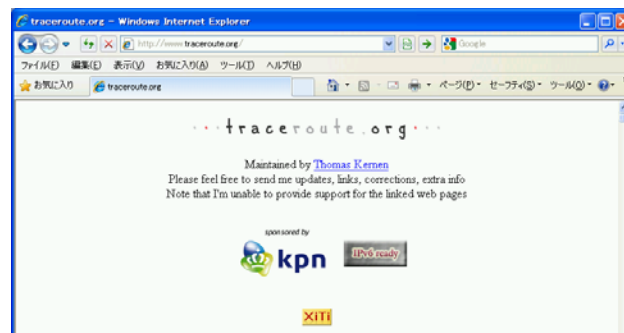 traceroute.org - Windows Internet Explorer
http://www.traceroute.org/
Google
ファイル(F) 編集(E) 表示(V) お気に入り(A) ツール(T) ヘルプ(H)
お気に入り traceroute.org ページ(P) セーフティ(S) ツール(O)
···traceroute.org···
Maintained by Thomas Kernen
Please feel free to send me updates, links, corrections, extra info
Note that I'm unable to provide support for the linked web pages
sponsored by
kpn
IPv6 ready
XiTi